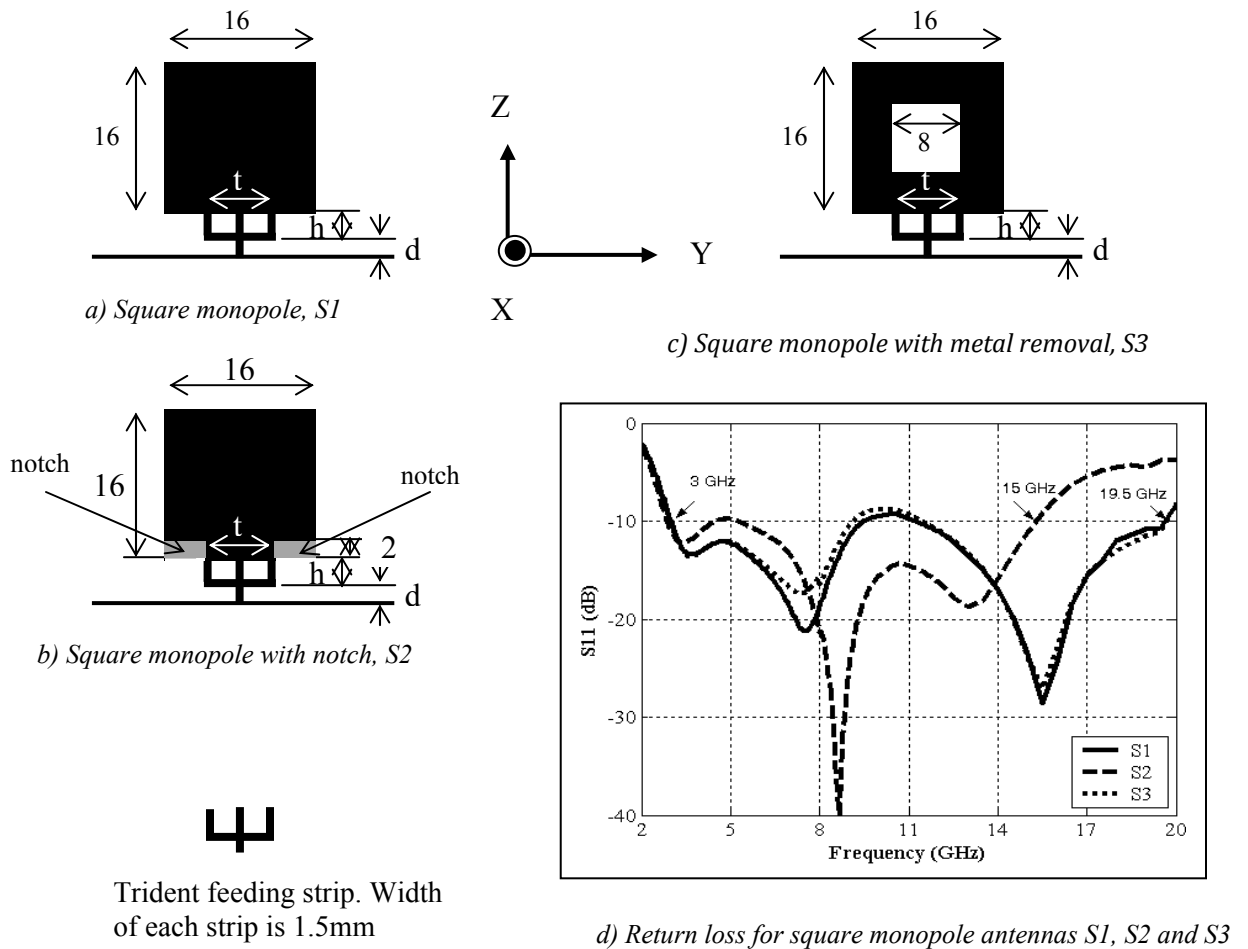 16
16
t
h
d
a) Square monopole, S1
Z
Y
X
16
16
8
t
h
d
c) Square monopole with metal removal, S3
16
notch
notch
16
t
2
h
d
b) Square monopole with notch, S2
Trident feeding strip. Width
of each strip is 1.5mm
0
-10
-20
-30
-40
S11 (dB)
3 GHz
15 GHz
19.5 GHz
S1
S2
S3
2
5
8
11
14
17
20
Frequency (GHz)
d) Return loss for square monopole antennas S1, S2 and S3